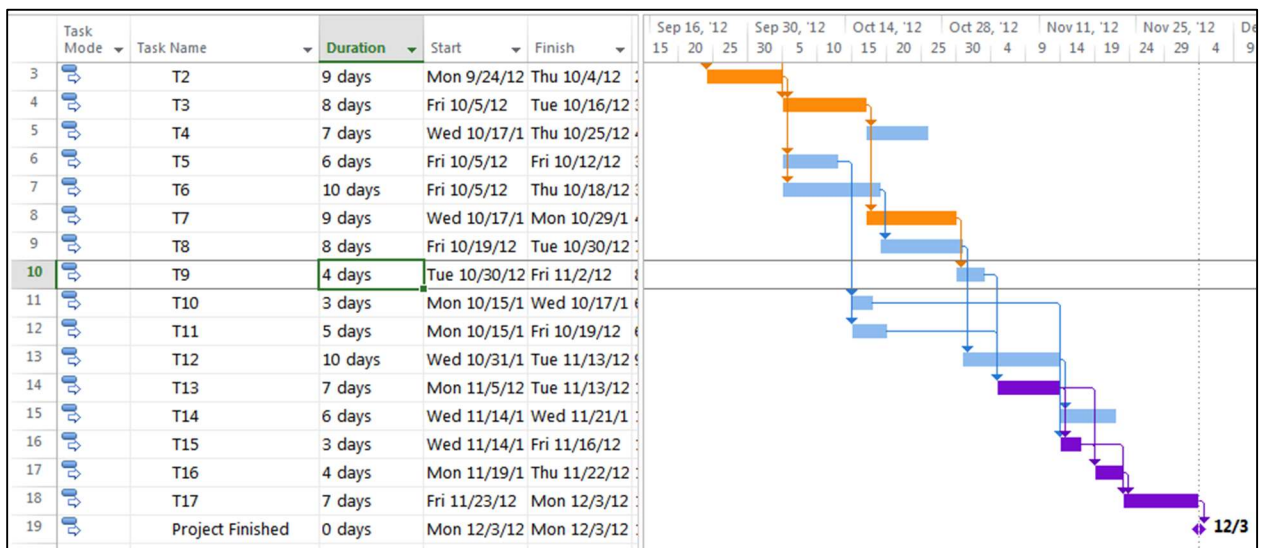 Task Mode Task Name Duration Start Finish
Sep 16, '12 Sep 30, '12 Oct 14, '12 Oct 28, '12 Nov 11, '12 Nov 25, '12 De
15 20 25 30 5 10 15 20 25 30 4 9 14 19 24 29 4 9
3 T2 9 days Mon 9/24/12 Thu 10/4/12
4 T3 8 days Fri 10/5/12 Tue 10/16/12
5 T4 7 days Wed 10/17/1 Thu 10/25/12
6 T5 6 days Fri 10/5/12 Fri 10/12/12
7 T6 10 days Fri 10/5/12 Thu 10/18/12
8 T7 9 days Wed 10/17/1 Mon 10/29/1
9 T8 8 days Fri 10/19/12 Tue 10/30/12
10 T9 4 days Tue 10/30/12 Fri 11/2/12
11 T10 3 days Mon 10/15/1 Wed 10/17/1
12 T11 5 days Mon 10/15/1 Fri 10/19/12
13 T12 10 days Wed 10/31/1 Tue 11/13/12
14 T13 7 days Mon 11/5/12 Tue 11/13/12
15 T14 6 days Wed 11/14/1 Wed 11/21/1
16 T15 3 days Wed 11/14/1 Fri 11/16/12
17 T16 4 days Mon 11/19/1 Thu 11/22/12
18 T17 7 days Fri 11/23/12 Mon 12/3/12
19 Project Finished 0 days Mon 12/3/12 Mon 12/3/12 12/3